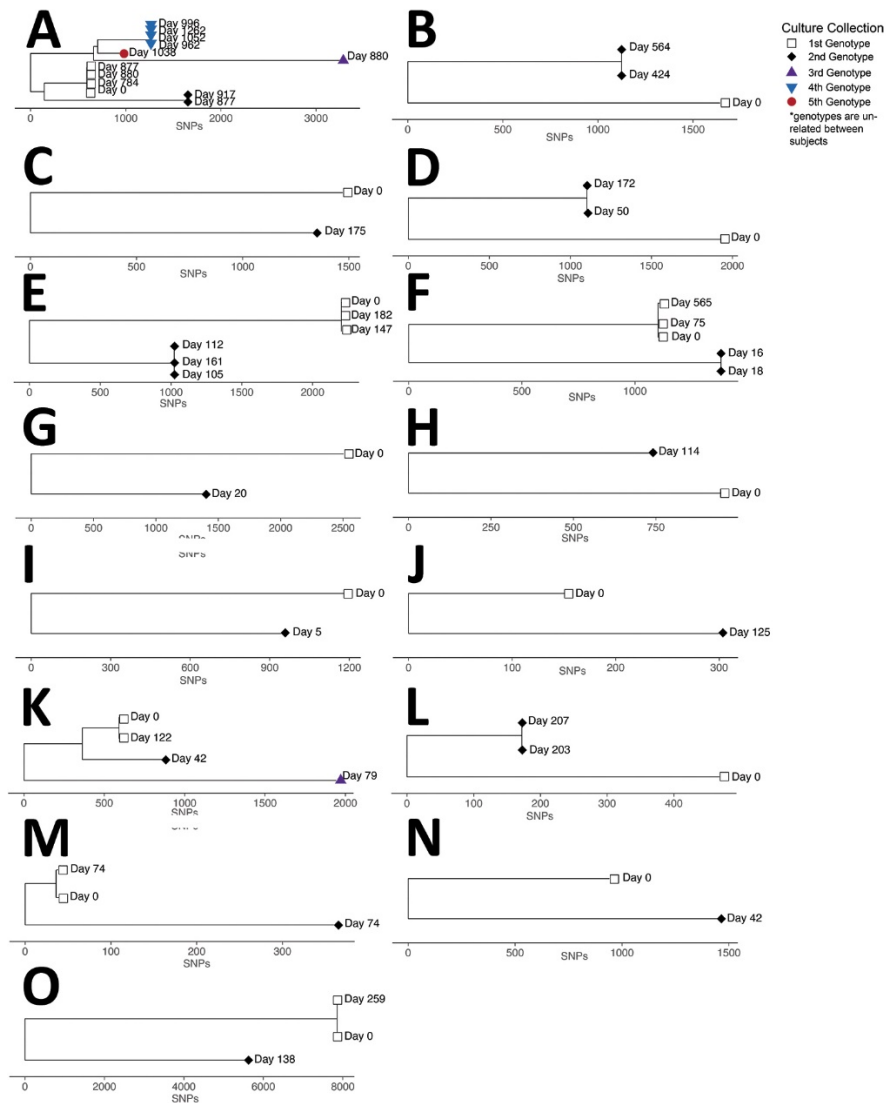 A
Day 996
Day 1262
Day 1052
Day 962
Day 1038
Day 880
Day 877
Day 880
Day 784
Day 0
Day 917
Day 877
0 1000 2000 3000
SNPs
B
Day 564
Day 424
Day 0
0 500 1000 1500
SNPs
Culture Collection
1st Genotype
2nd Genotype
3rd Genotype
4th Genotype
5th Genotype
*genotypes are un-
related between
subjects
C
Day 0
Day 175
0 500 1000 1500
SNPs
D
Day 172
Day 50
Day 0
0 500 1000 1500 2000
SNPs
E
Day 0
Day 182
Day 147
Day 112
Day 161
Day 105
0 500 1000 1500 2000
SNPs
F
Day 565
Day 75
Day 0
Day 16
Day 18
0 500 1000
SNPs
G
Day 0
Day 20
0 500 1000 1500 2000 2500
SNPs
SNPs
H
Day 114
Day 0
0 250 500 750
SNPs
I
Day 0
Day 5
0 300 600 900 1200
SNPs
J
Day 0
Day 125
0 100 200 300
SNPs
K
Day 0
Day 122
Day 42
Day 79
0 500 1000 1500 2000
SNPs
SNPs
L
Day 207
Day 203
Day 0
0 100 200 300 400
SNPs
M
Day 74
Day 0
Day 74
0 100 200 300
SNPs
N
Day 0
Day 42
0 500 1000 1500
SNPs
O
Day 259
Day 0
Day 138
0 2000 4000 6000 8000
SNPs